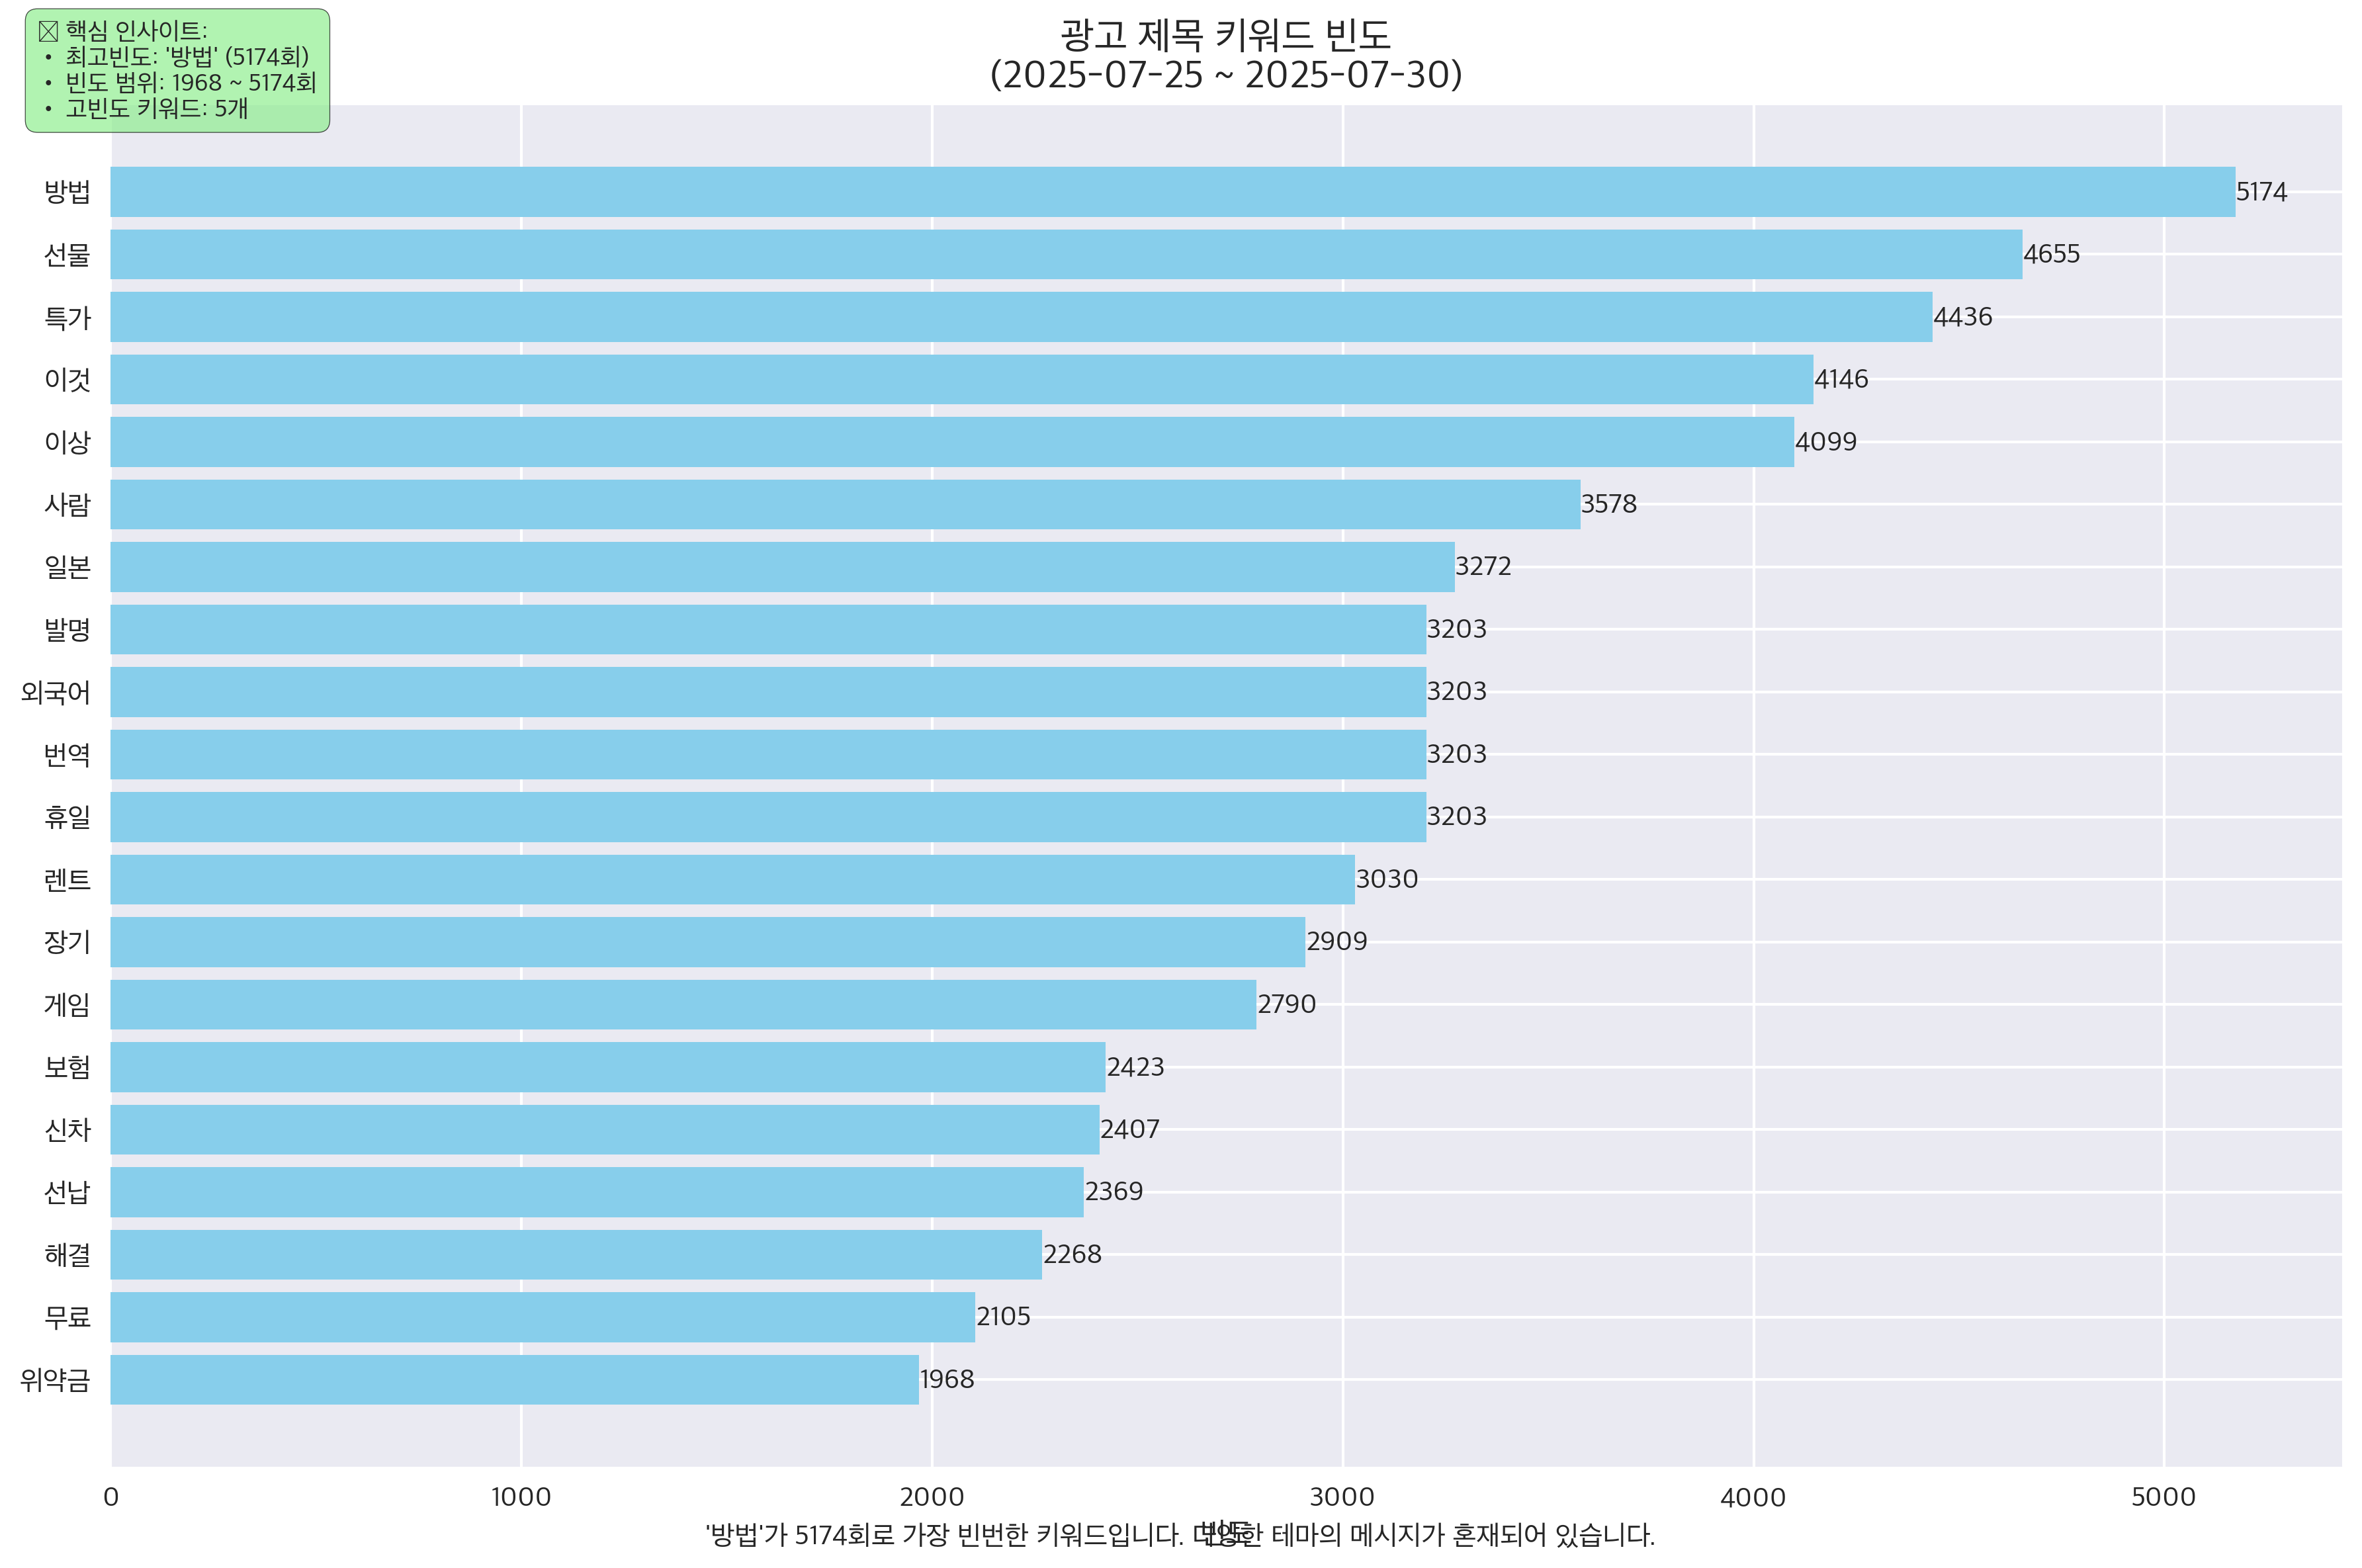 핵심 인사이트:
• 최고빈도: '방법' (5174회)
• 빈도 범위: 1968 ~ 5174회
• 고빈도 키워드: 5개
광고 제목 키워드 빈도
(2025-07-25 ~ 2025-07-30)
방법 5174
선물 4655
특가 4436
이것 4146
이상 4099
사람 3578
일본 3272
발명 3203
외국어 3203
번역 3203
휴일 3203
렌트 3030
장기 2909
게임 2790
보험 2423
신차 2407
선납 2369
해결 2268
무료 2105
위약금 1968
0 1000 2000 3000 4000 5000
빈도
'방법'가 5174회로 가장 빈번한 키워드입니다. 다양한 테마의 메시지가 혼재되어 있습니다.